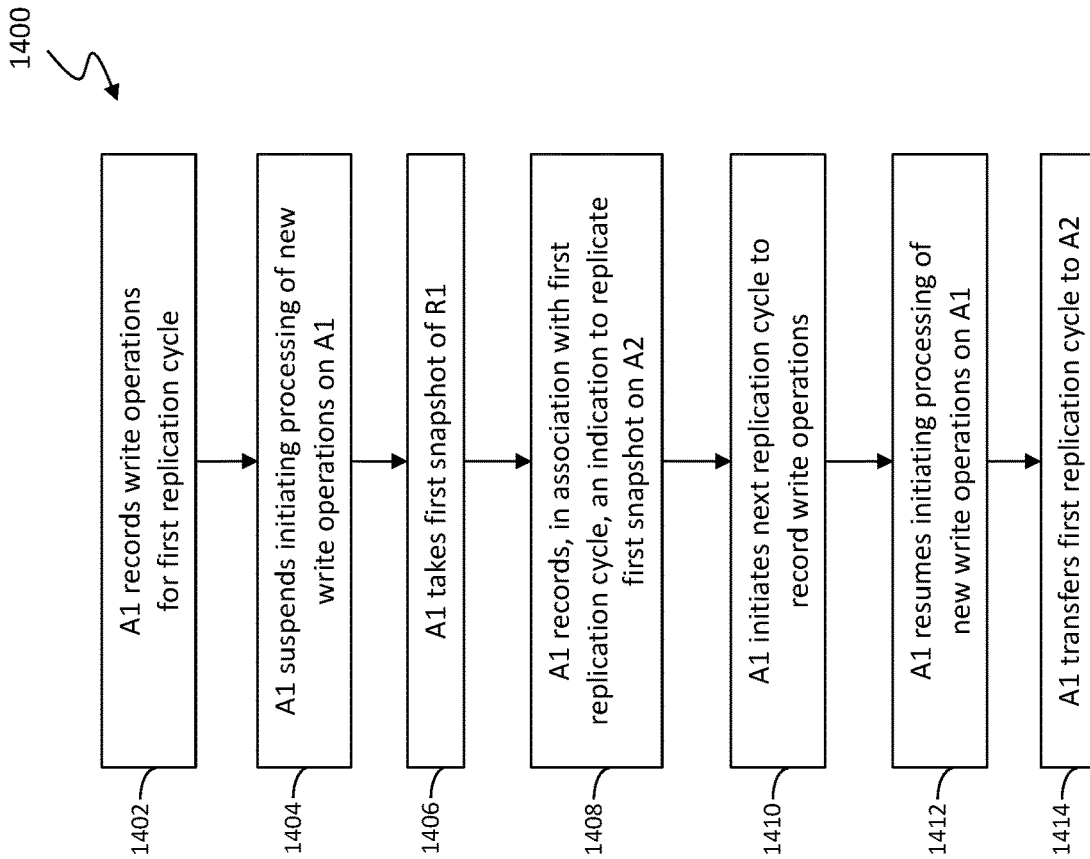 1400
1402
A1 records write operations
for first replication cycle
1404
A1 suspends initiating processing of new
write operations on A1
1406
A1 takes first snapshot of R1
1408
A1 records, in association with first
replication cycle, an indication to replicate
first snapshot on A2
1410
A1 initiates next replication cycle to
record write operations
1412
A1 resumes initiating processing of
new write operations on A1
1414
A1 transfers first replication cycle to A2